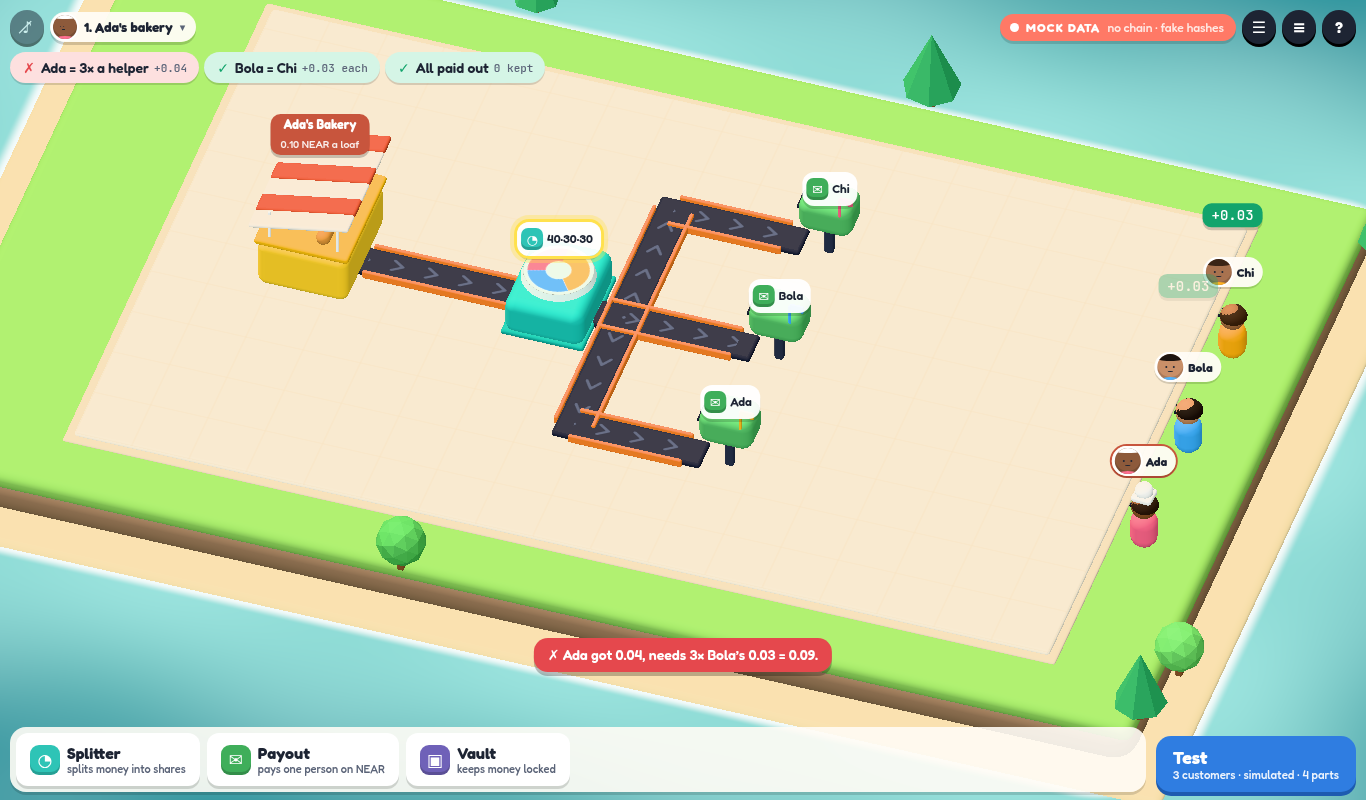 1. Ada's bakery ▾
MOCK DATA no chain · fake hashes
?
✗ Ada = 3x a helper +0.04
✓ Bola = Chi +0.03 each
✓ All paid out 0 kept
Ada's Bakery
0.10 NEAR a loaf
40-30-30
Chi
Bola
Ada
+0.03
Chi
+0.03
Bola
Ada
✗ Ada got 0.04, needs 3x Bola's 0.03 = 0.09.
Splitter
splits money into shares
Payout
pays one person on NEAR
Vault
keeps money locked
Test
3 customers · simulated · 4 parts